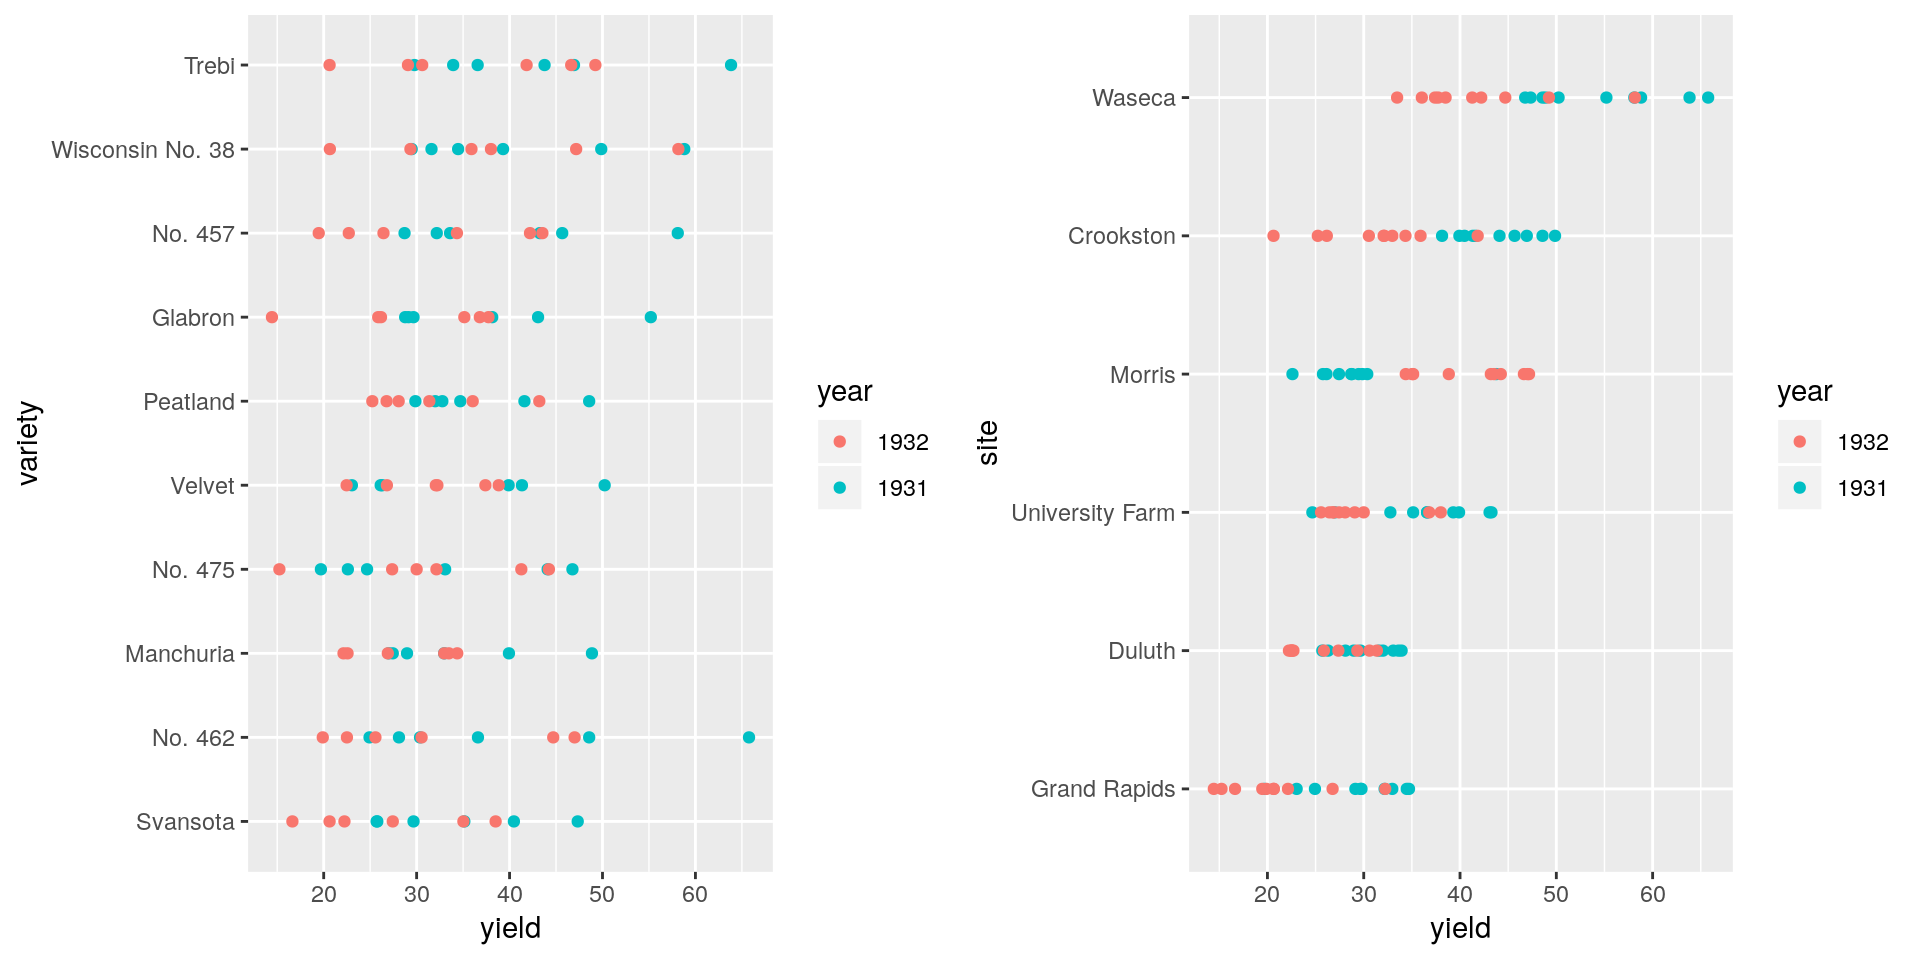 variety
Trebi
Wisconsin No. 38
No. 457
Glabron
Peatland
Velvet
No. 475
Manchuria
No. 462
Svansota
20 30 40 50 60
yield
year
1932
1931
site
Waseca
Crookston
Morris
University Farm
Duluth
Grand Rapids
20 30 40 50 60
yield
year
1932
1931